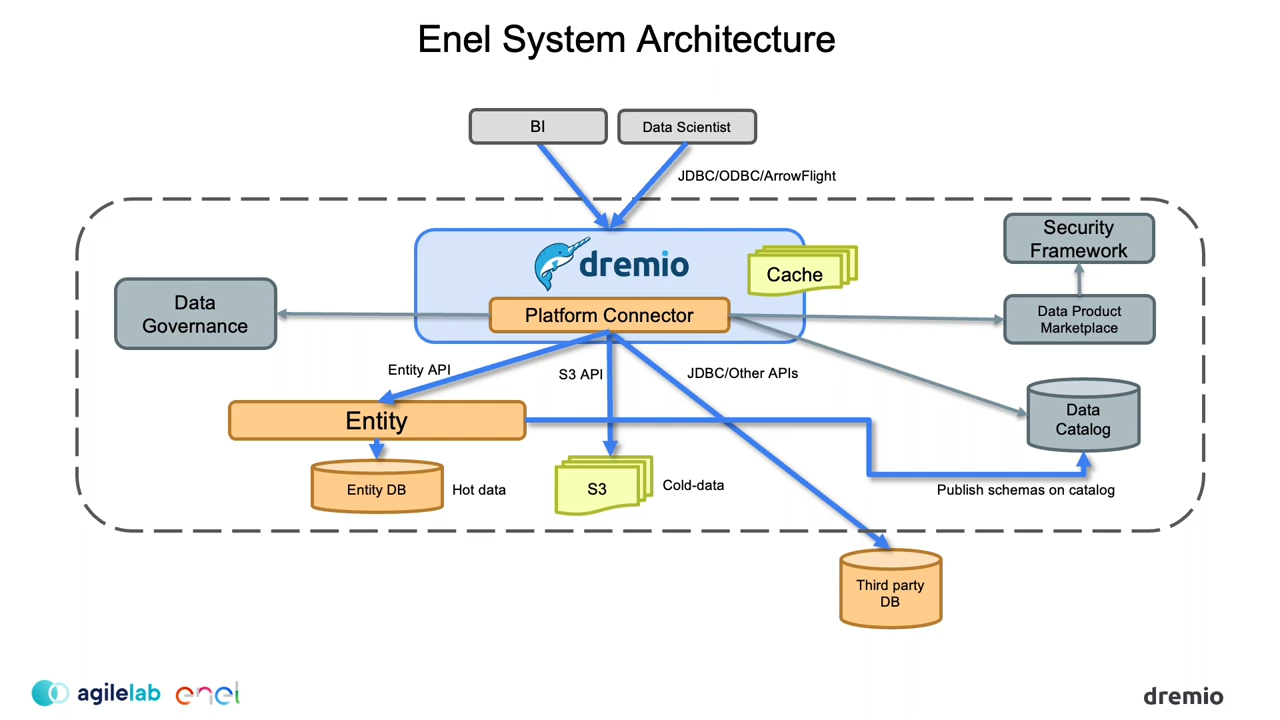 Enel System Architecture
BI
Data Scientist
JDBC/ODBC/ArrowFlight
dremio
Cache
Platform Connector
Security
Framework
Data Product
Marketplace
Data
Governance
Entity API
S3 API
JDBC/Other APIs
Data
Catalog
Entity
Entity DB
Hot data
S3
Cold-data
Publish schemas on catalog
Third party
DB
agilelab
enel
dremio